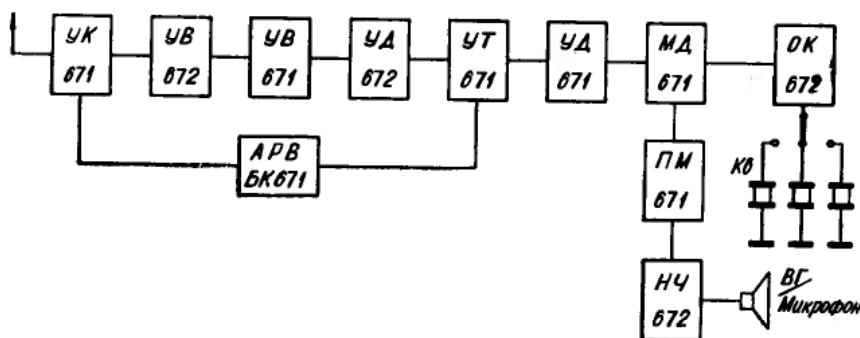 УК
671
УВ
672
УВ
671
УД
672
УТ
671
УД
671
МД
671
ОК
672
АРВ
БК671
ПМ
671
Кв
НЧ
672
ВГ/
Микрофон